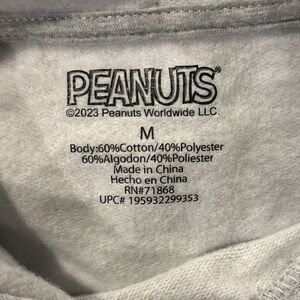 PEANUTS®
©2023 Peanuts Worldwide LLC.
M
Body:60%Cotton/40%Polyester
60%Algodon/40%Poliester
Made in China
Hecho en China
RN#71868
UPC# 195932299353